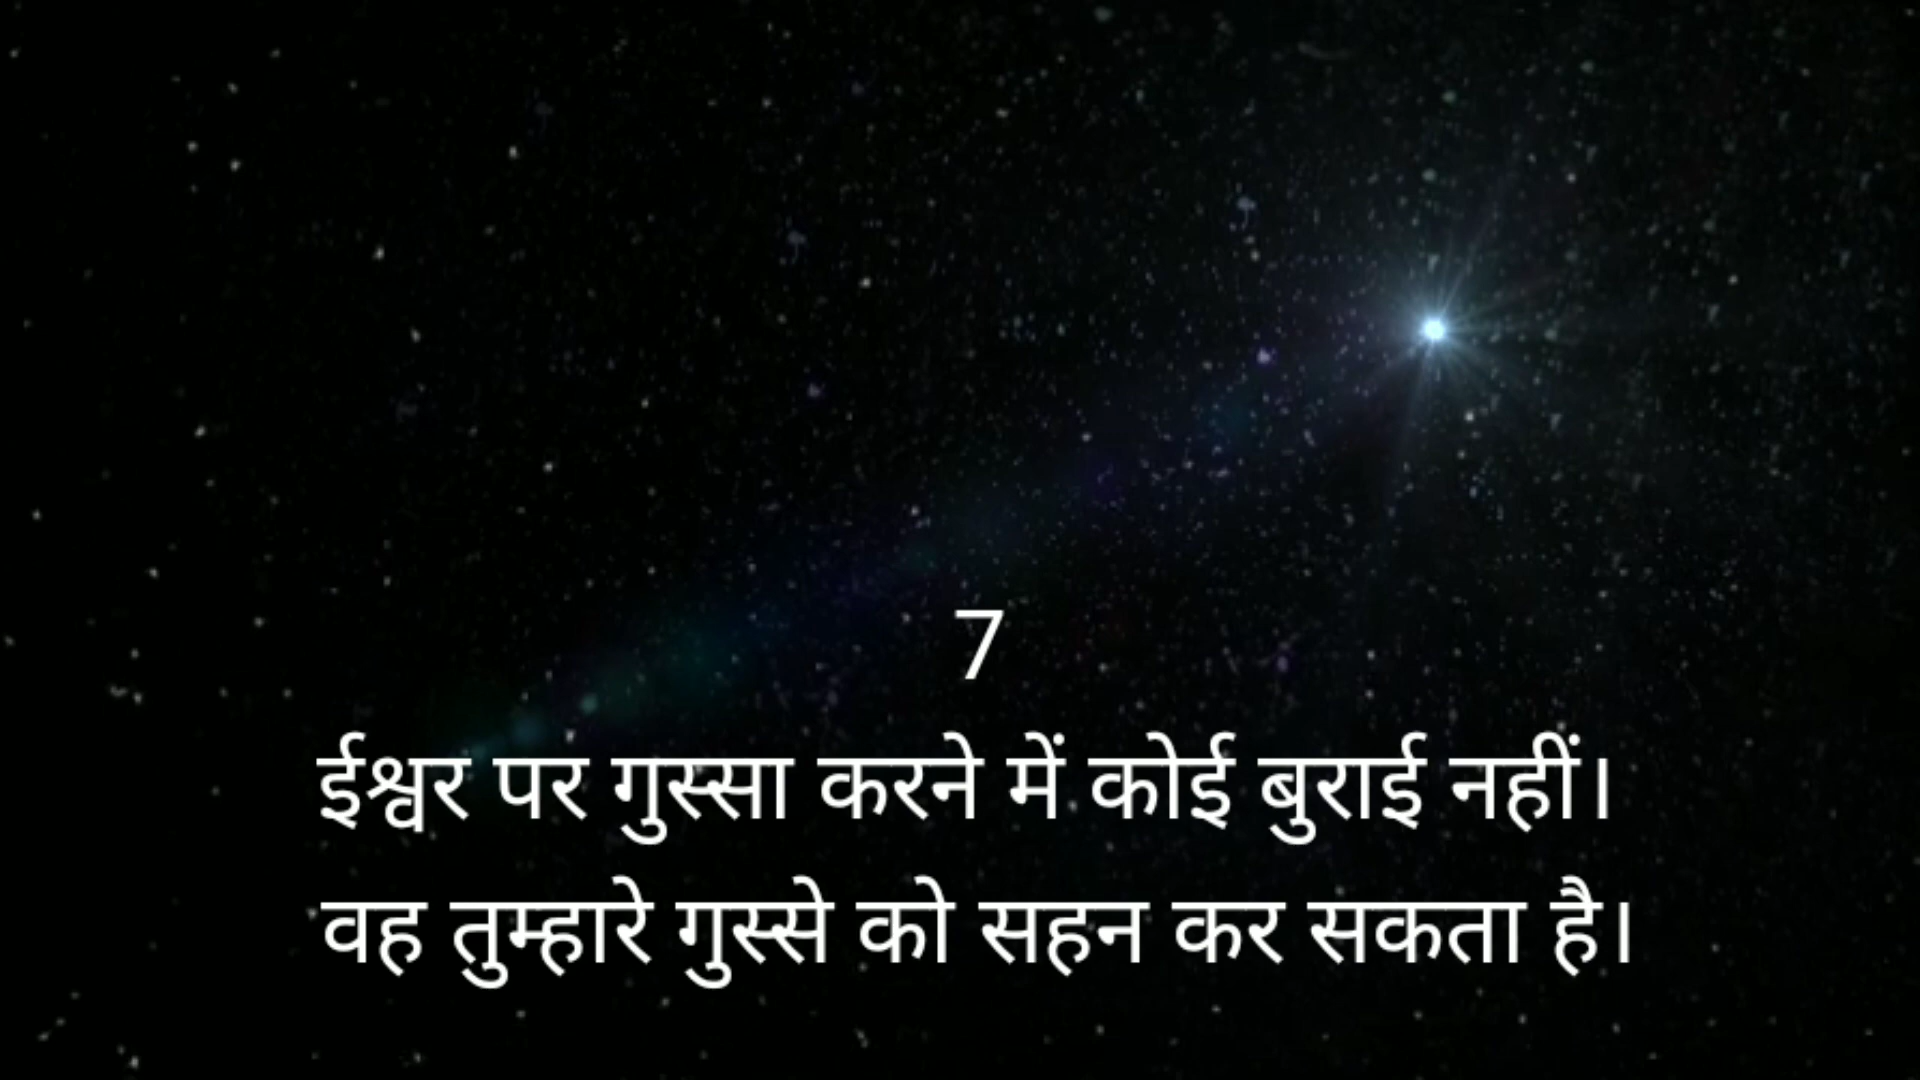 7
ईश्वर पर गुस्सा करने में कोई बुराई नहीं।
वह तुम्हारे गुस्से को सहन कर सकता है।